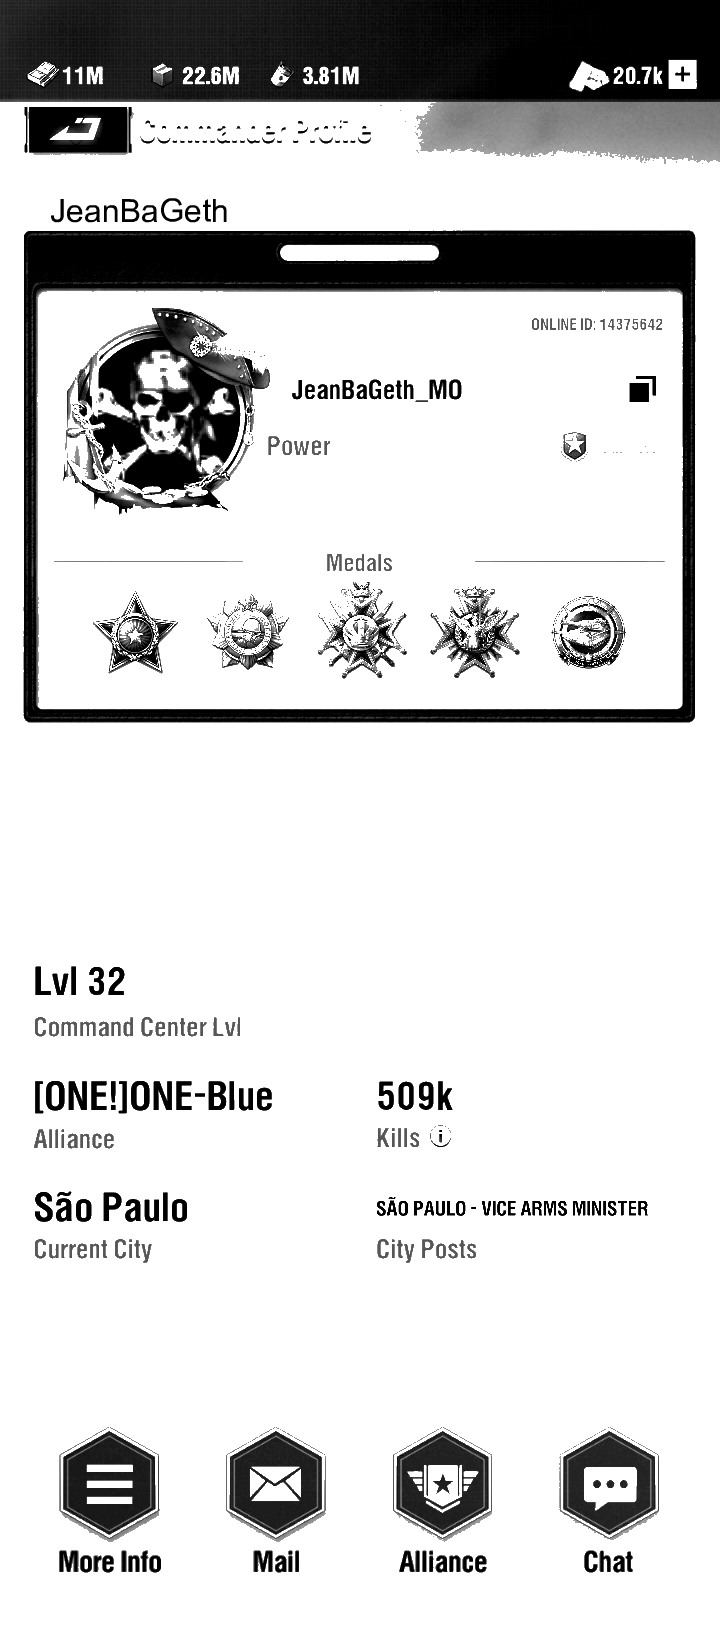 11M 22.6M 3.81M 20.7k +
Commander Profile
JeanBaGeth
ONLINE ID: 14375642
JeanBaGeth_MO
Power
Medals
Lvl 32
Command Center Lvl
[ONE!]ONE-Blue 509k
Alliance Kills i
São Paulo SÃO PAULO - VICE ARMS MINISTER
Current City City Posts
More Info Mail Alliance Chat